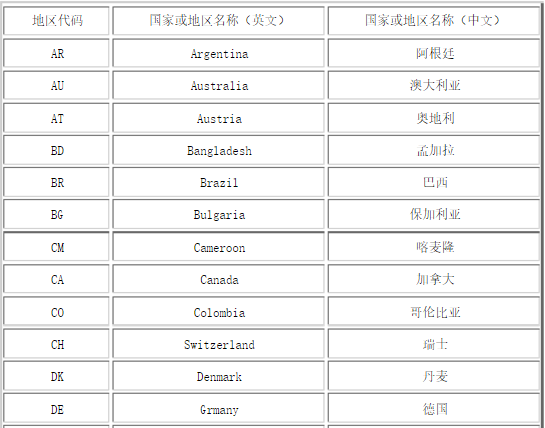 地区代码 国家或地区名称（英文） 国家或地区名称（中文）
AR Argentina 阿根廷
AU Australia 澳大利亚
AT Austria 奥地利
BD Bangladesh 孟加拉
BR Brazil 巴西
BG Bulgaria 保加利亚
CM Cameroon 喀麦隆
CA Canada 加拿大
CO Colombia 哥伦比亚
CH Switzerland 瑞士
DK Denmark 丹麦
DE Grmany 德国